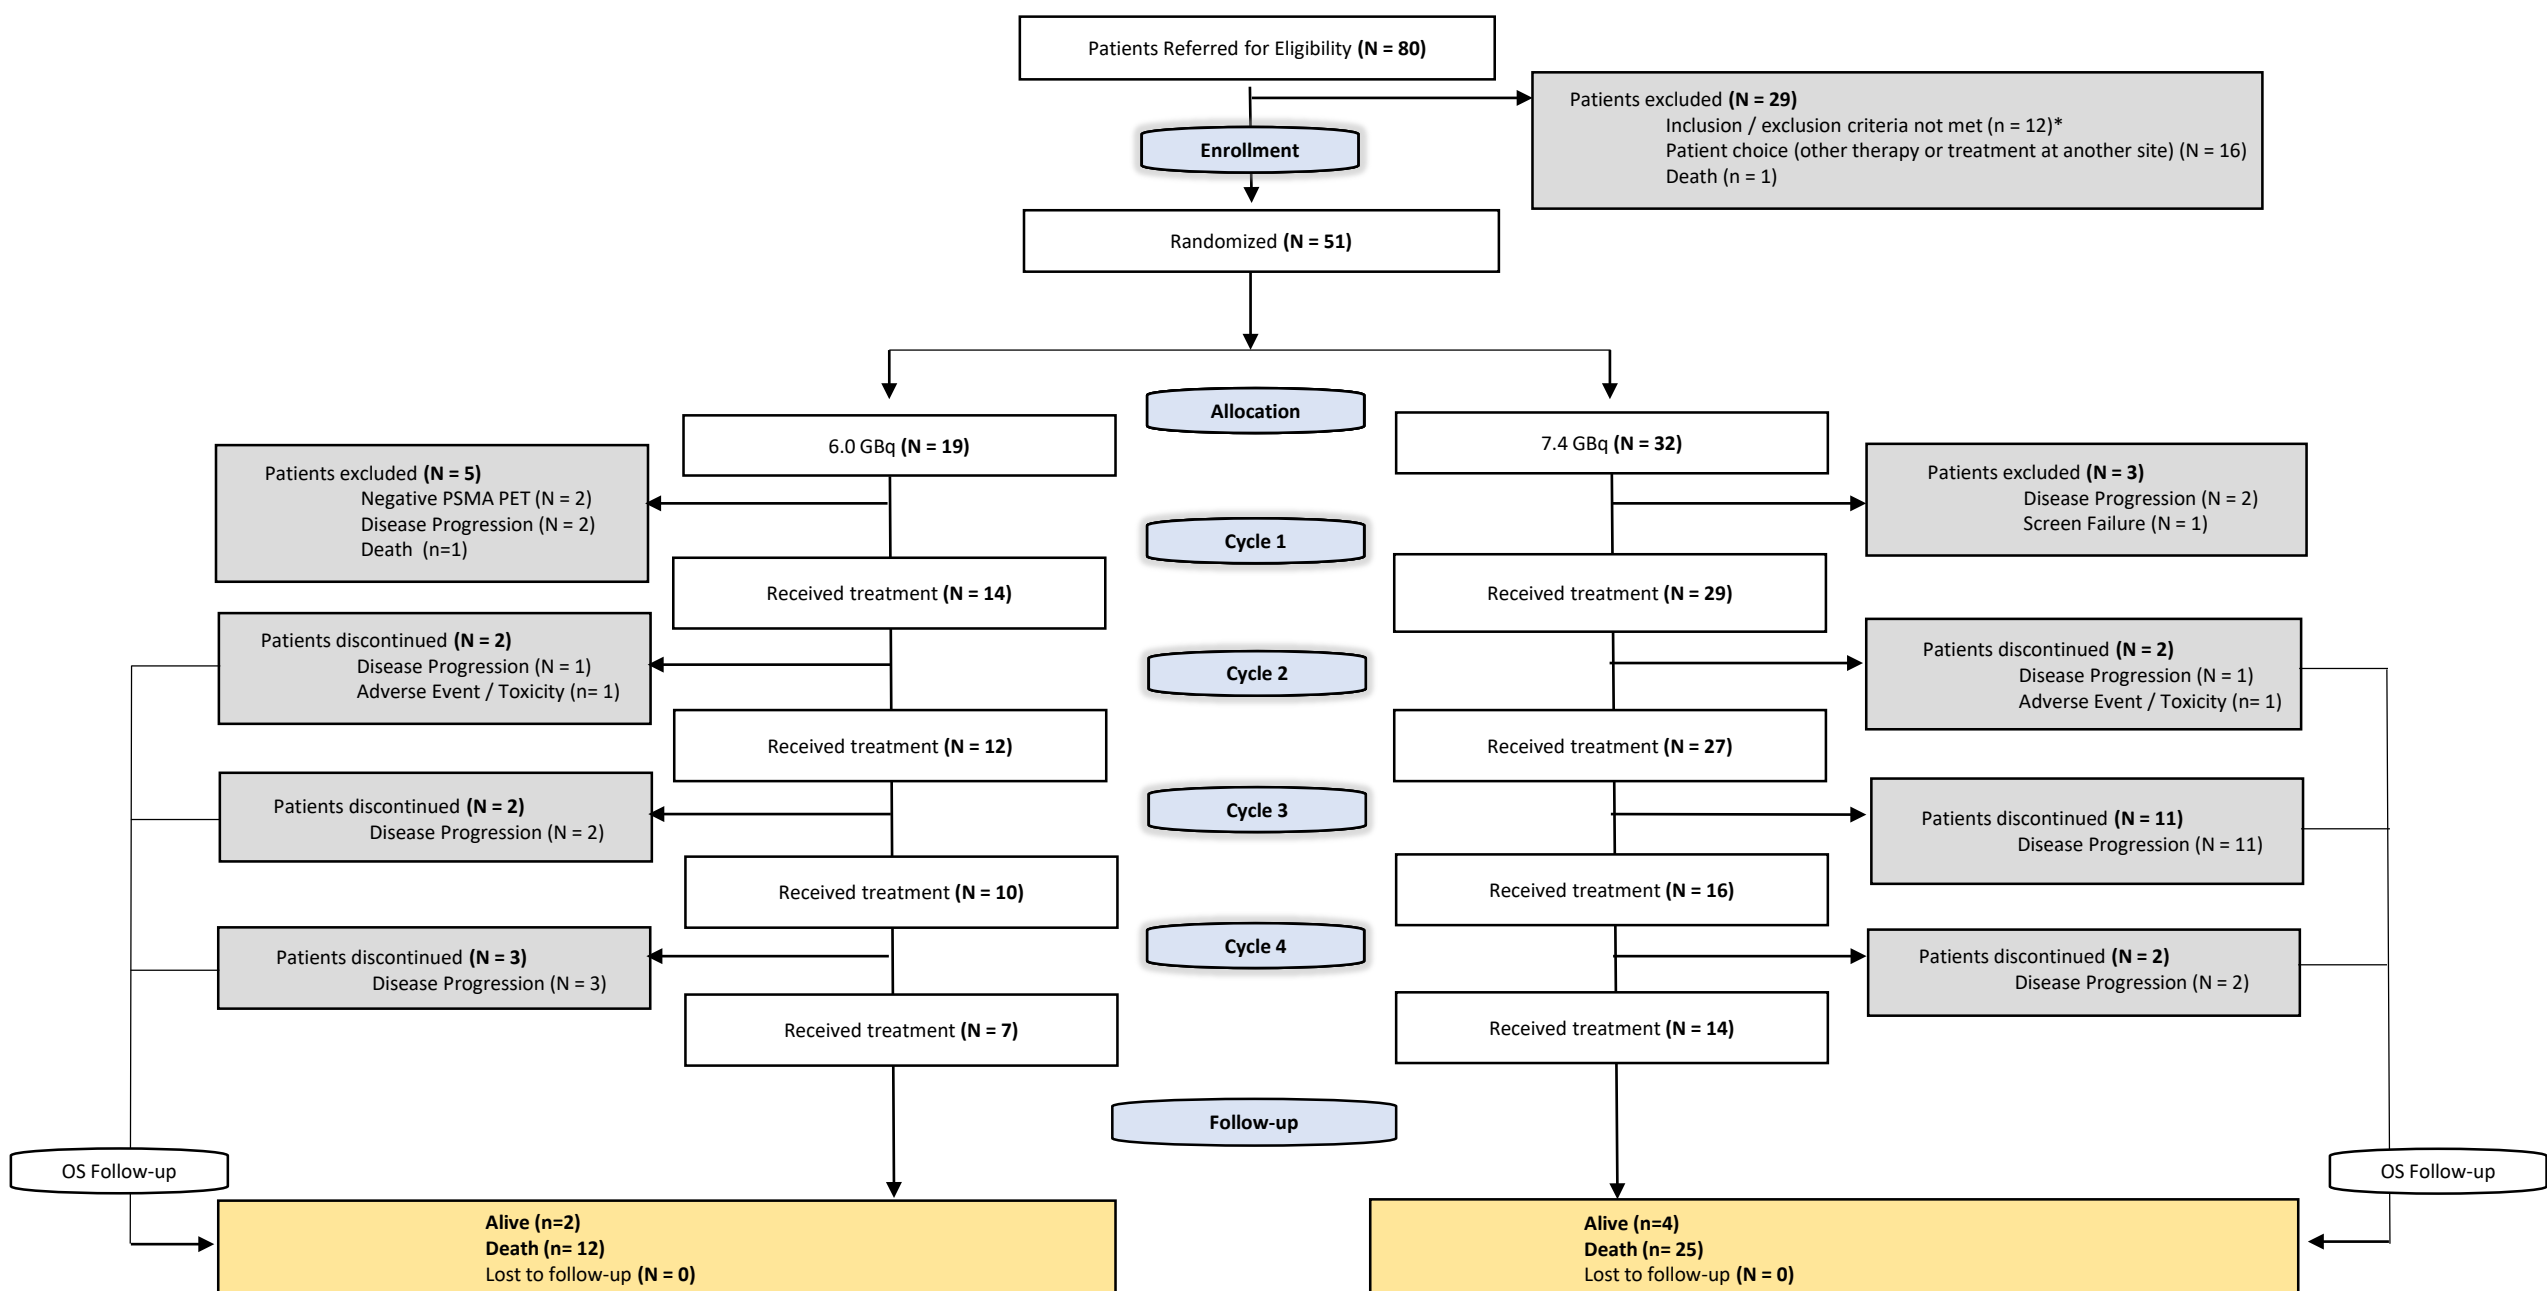 Patients Referred for Eligibility (N = 80)
Patients excluded (N = 29)
Inclusion / exclusion criteria not met (n = 12)*
Patient choice (other therapy or treatment at another site) (N = 16)
Death (n = 1)
Enrollment
Randomized (N = 51)
Allocation
6.0 GBq (N = 19)
7.4 GBq (N = 32)
Patients excluded (N = 5)
Negative PSMA PET (N = 2)
Disease Progression (N = 2)
Death (n=1)
Patients excluded (N = 3)
Disease Progression (N = 2)
Screen Failure (N = 1)
Cycle 1
Received treatment (N = 14)
Received treatment (N = 29)
Patients discontinued (N = 2)
Disease Progression (N = 1)
Adverse Event / Toxicity (n= 1)
Cycle 2
Patients discontinued (N = 2)
Disease Progression (N = 1)
Adverse Event / Toxicity (n= 1)
Received treatment (N = 12)
Received treatment (N = 27)
Patients discontinued (N = 2)
Disease Progression (N = 2)
Cycle 3
Patients discontinued (N = 11)
Disease Progression (N = 11)
Received treatment (N = 10)
Received treatment (N = 16)
Patients discontinued (N = 3)
Disease Progression (N = 3)
Cycle 4
Patients discontinued (N = 2)
Disease Progression (N = 2)
Received treatment (N = 7)
Received treatment (N = 14)
Follow-up
OS Follow-up
OS Follow-up
Alive (n=2)
Death (n= 12)
Lost to follow-up (N = 0)
Alive (n=4)
Death (n= 25)
Lost to follow-up (N = 0)